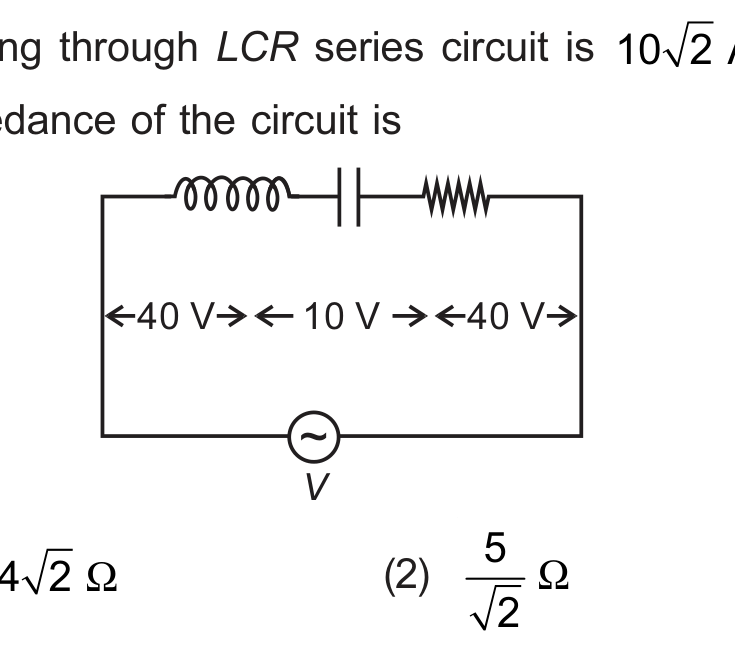 ng through LCR series circuit is 10√2
edance of the circuit is
←40 V→ ← 10 V → ←40 V→
~
V
4√2 Ω (2) 5/√2 Ω